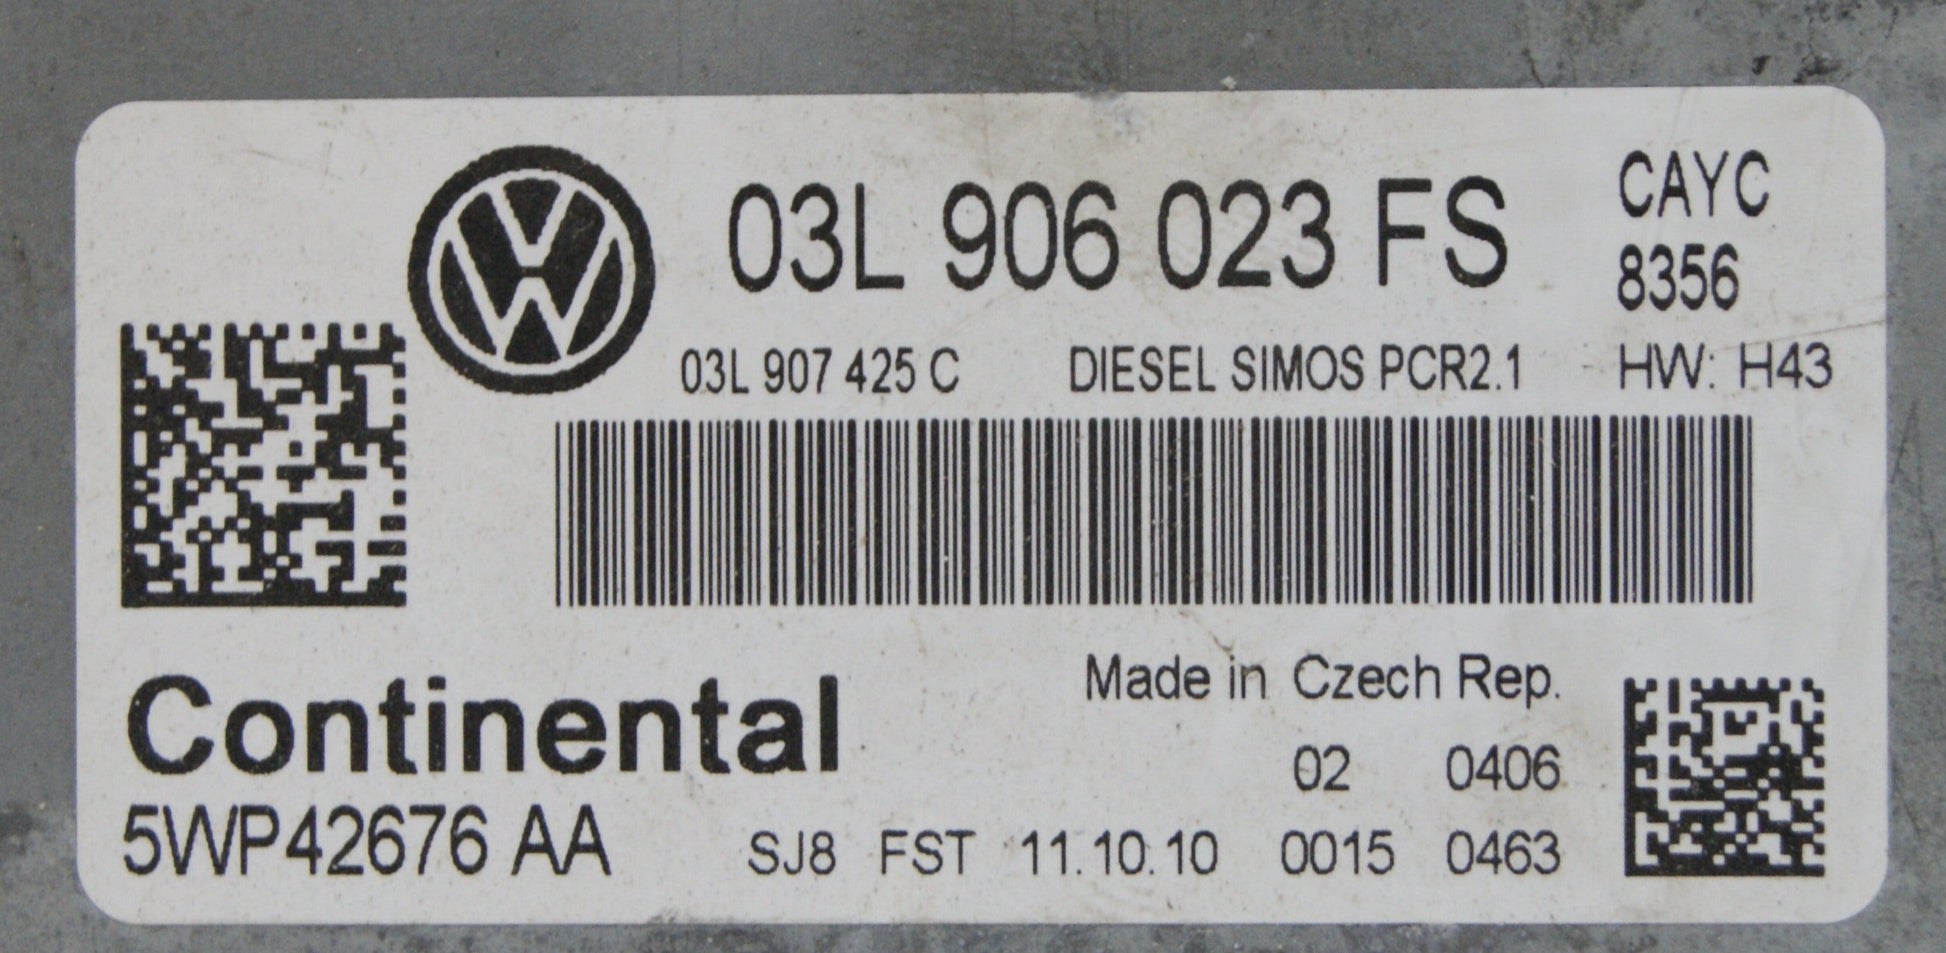 03L 906 023 FS
CAYC
8356
03L 907 425 C DIESEL SIMOS PCR2.1 HW: H43
Continental
Made in Czech Rep.
02 0406
5WP42676 AA SJ8 FST 11.10.10 0015 0463